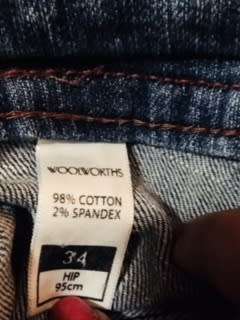 WOOLWORTHS
98% COTTON
2% SPANDEX
34
HIP
95cm